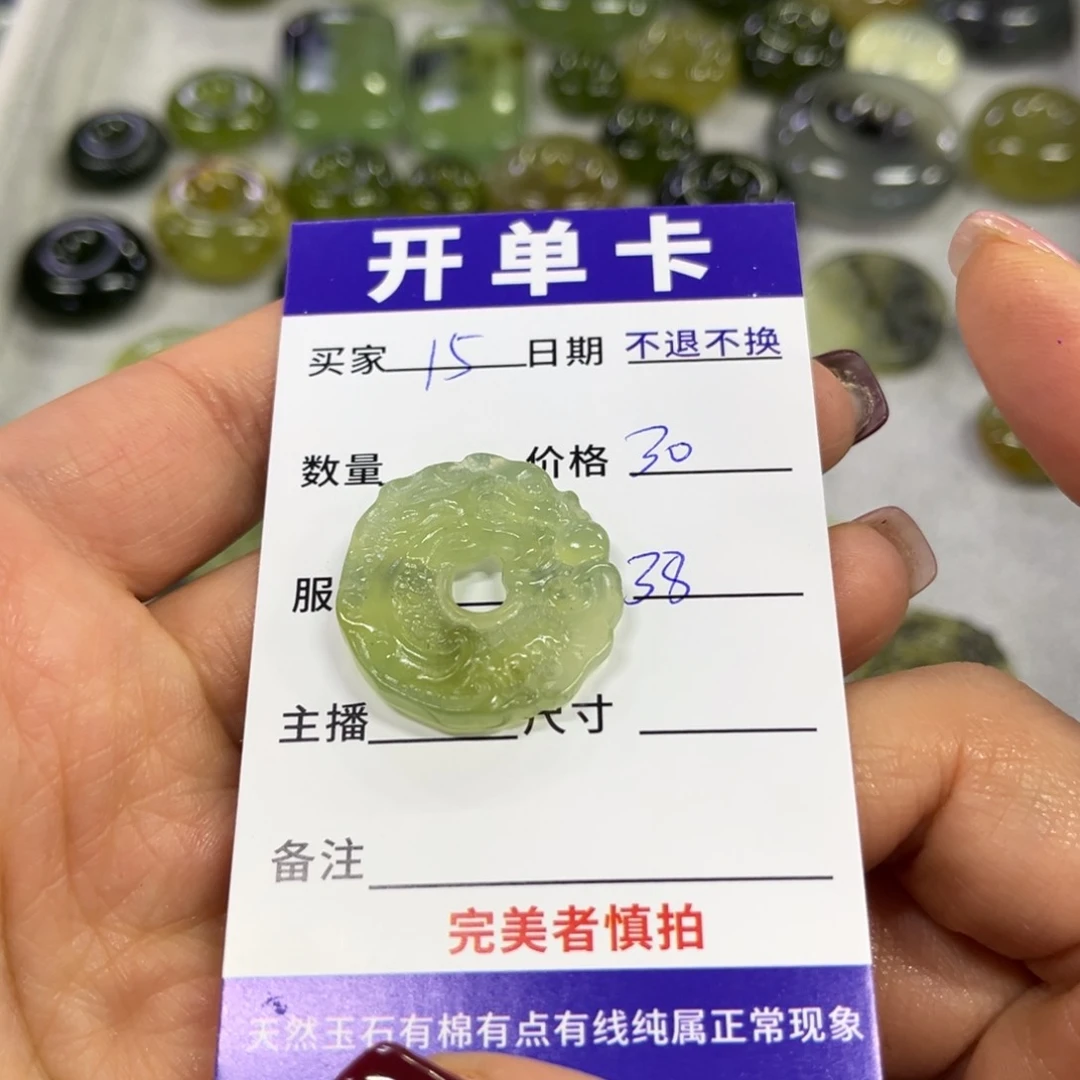 开单卡
买家 15 日期 不退不换
数量 价格 30
服 38
主播 尺寸
备注
完美者慎拍
天然玉石有棉有点有线纯属正常现象